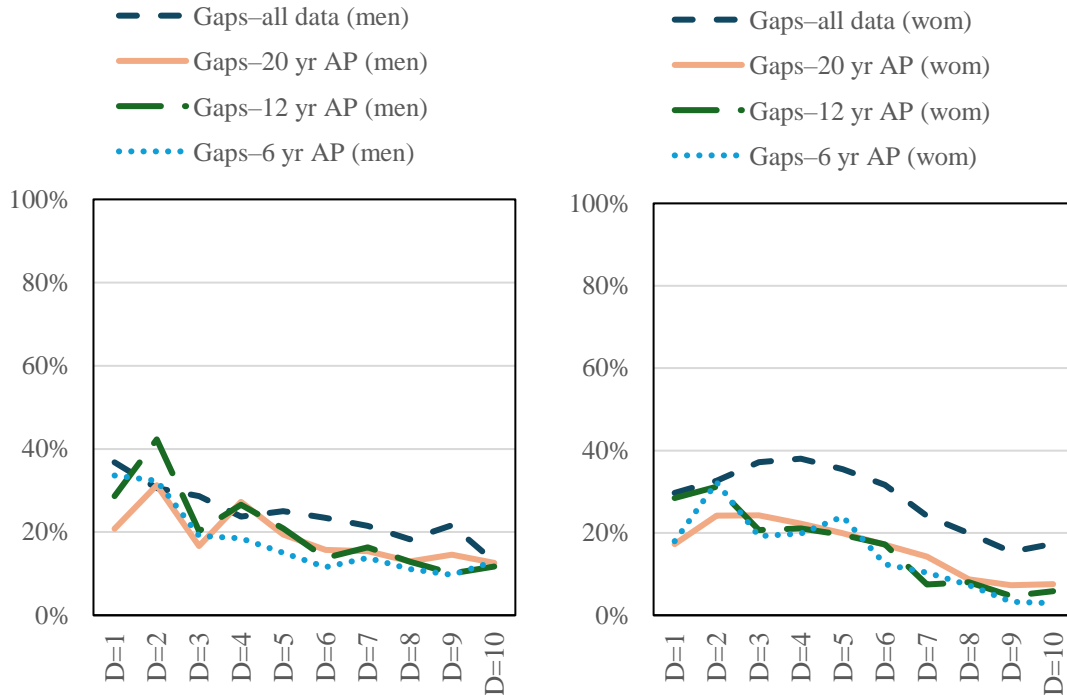 Gaps–all data (men)
Gaps–20 yr AP (men)
Gaps–12 yr AP (men)
Gaps–6 yr AP (men)
100%
80%
60%
40%
20%
0%
D=1
D=2
D=3
D=4
D=5
D=6
D=7
D=8
D=9
D=10
Gaps–all data (wom)
Gaps–20 yr AP (wom)
Gaps–12 yr AP (wom)
Gaps–6 yr AP (wom)
100%
80%
60%
40%
20%
0%
D=1
D=2
D=3
D=4
D=5
D=6
D=7
D=8
D=9
D=10